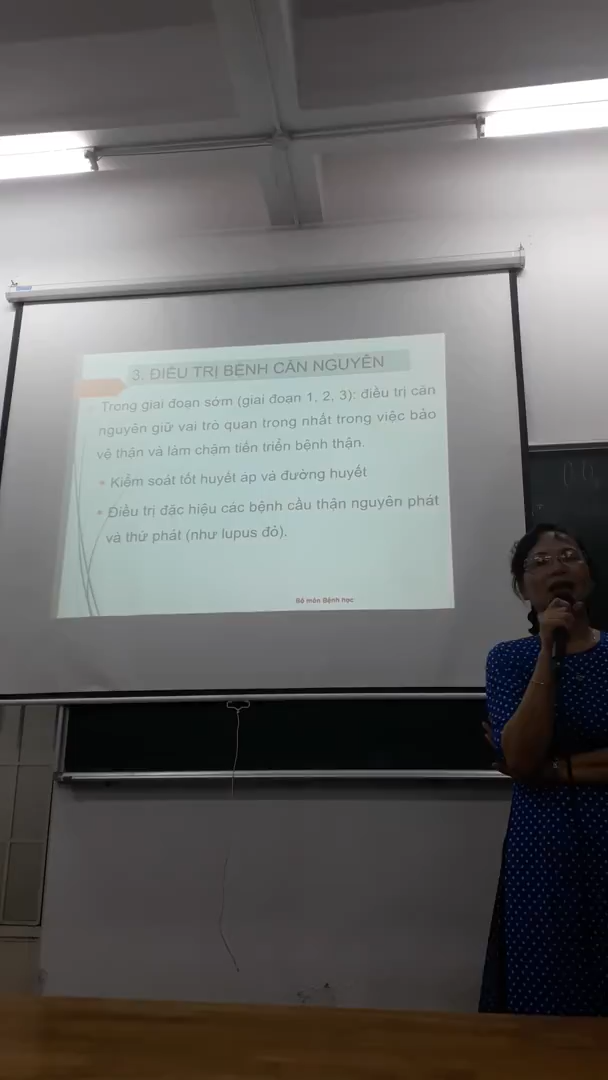 3. ĐIỀU TRỊ BỆNH CĂN NGUYÊN
Trong giai đoạn sớm (giai đoạn 1, 2, 3): điều trị căn
nguyên giữ vai trò quan trong nhất trong việc bảo
vệ thận và làm chậm tiến triển bệnh thận.
Kiểm soát tốt huyết áp và đường huyết
Điều trị đặc hiệu các bệnh cầu thận nguyên phát
và thứ phát (như lupus đỏ).
Bộ môn Bệnh học